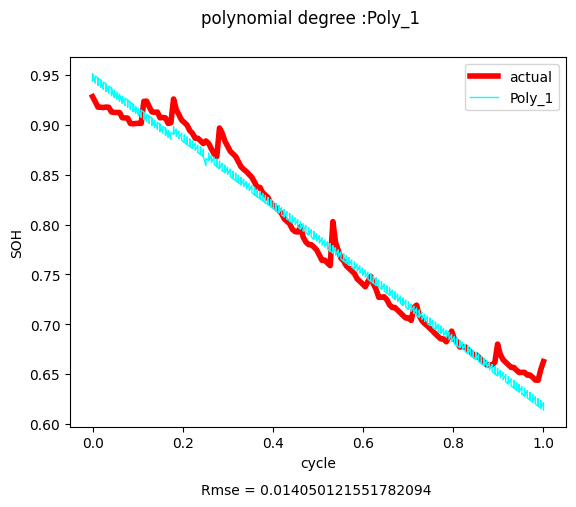 polynomial degree :Poly_1
actual
Poly_1
0.95
0.90
0.85
0.80
0.75
0.70
0.65
0.60
SOH
0.0 0.2 0.4 0.6 0.8 1.0
cycle
Rmse = 0.014050121551782094